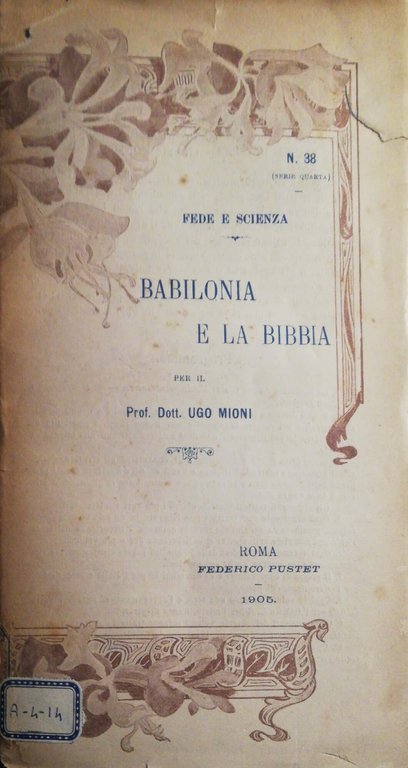 N. 38
(SERIE QUARTA)
FEDE E SCIENZA
BABILONIA
E LA BIBBIA
PER IL
Prof. Dott. UGO MIONI
ROMA
FEDERICO PUSTET
1905.
A-4-14